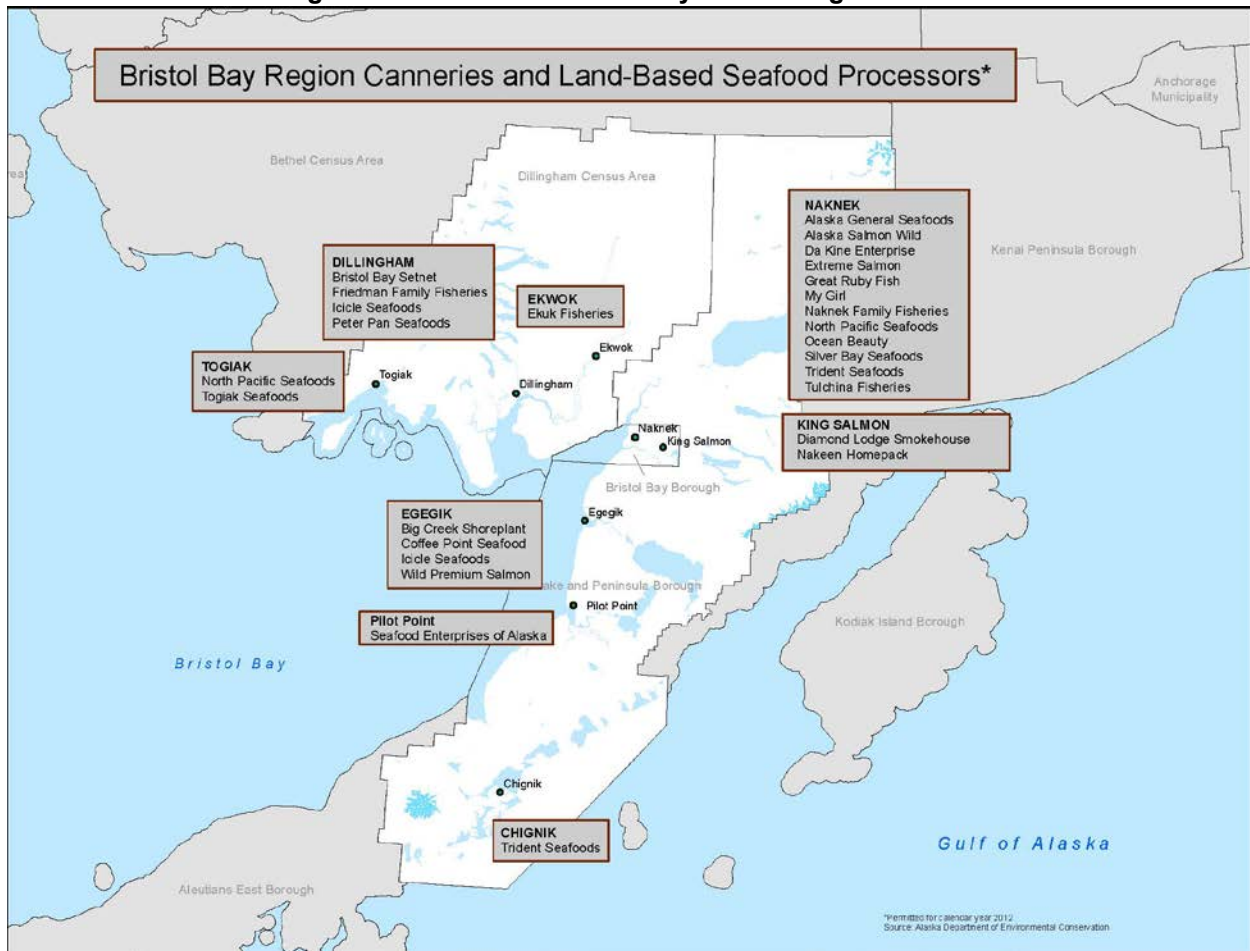 Bristol Bay Region Canneries and Land-Based Seafood Processors*
Anchorage
Municipality
Bethel Census Area
Dillingham Census Area
Kenai Peninsula Borough
NAKNEK
Alaska General Seafoods
Alaska Salmon Wild
Da Kine Enterprise
Extreme Salmon
Great Ruby Fish
My Girl
Naknek Family Fisheries
North Pacific Seafoods
Ocean Beauty
Silver Bay Seafoods
Trident Seafoods
Tulchina Fisheries
DILLINGHAM
Bristol Bay Setnet
Friedman Family Fisheries
Icicle Seafoods
Peter Pan Seafoods
EKWOK
Ekuk Fisheries
TOGIAK
North Pacific Seafoods
Togiak Seafoods
Togiak
Dillingham
Ekwok
Naknek
King Salmon
KING SALMON
Diamond Lodge Smokehouse
Nakeen Homepack
Bristol Bay Borough
EGEGIK
Big Creek Shoreplant
Coffee Point Seafood
Icicle Seafoods
Wild Premium Salmon
Egegik
ake and Peninsula Borough
Pilot Point
Pilot Point
Seafood Enterprises of Alaska
Kodiak Island Borough
Bristol Bay
Chignik
CHIGNIK
Trident Seafoods
Gulf of Alaska
Aleutians East Borough
*Permitted for calendar year 2012
Source: Alaska Department of Environmental Conservation